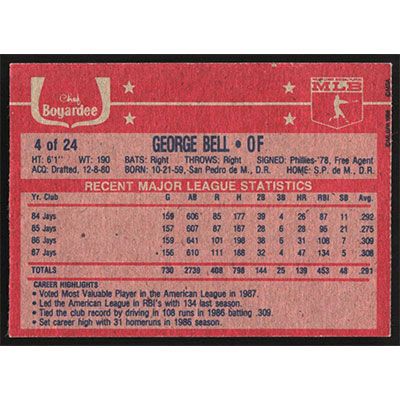 Chef
Boyardee
MLB
4 of 24
GEORGE BELL • OF
HT: 6'1" WT: 190 BATS: Right THROWS: Right SIGNED: Phillies-'78, Free Agent
ACQ: Drafted, 12-8-80 BORN: 10-21-59, San Pedro de M., D.R. HOME: S.P. de M., D.R.
RECENT MAJOR LEAGUE STATISTICS
Yr. Club G AB R H 2B 3B HR RBI SB AVG.
84 Jays 159 606 85 177 39 4 26 87 11 .292
85 Jays 157 607 87 167 28 6 28 95 21 .275
86 Jays 159 641 101 198 38 6 31 108 7 .309
87 Jays 156 610 111 188 32 4 47 134 5 .308
TOTALS 730 2739 408 798 144 25 139 453 48 .291
CAREER HIGHLIGHTS
• Voted Most Valuable Player in the American League in 1987.
• Led the American League in RBI's with 134 last season.
• Tied the club record by driving in 108 runs in 1986 batting .309.
• Set career high with 31 homeruns in 1986 season.